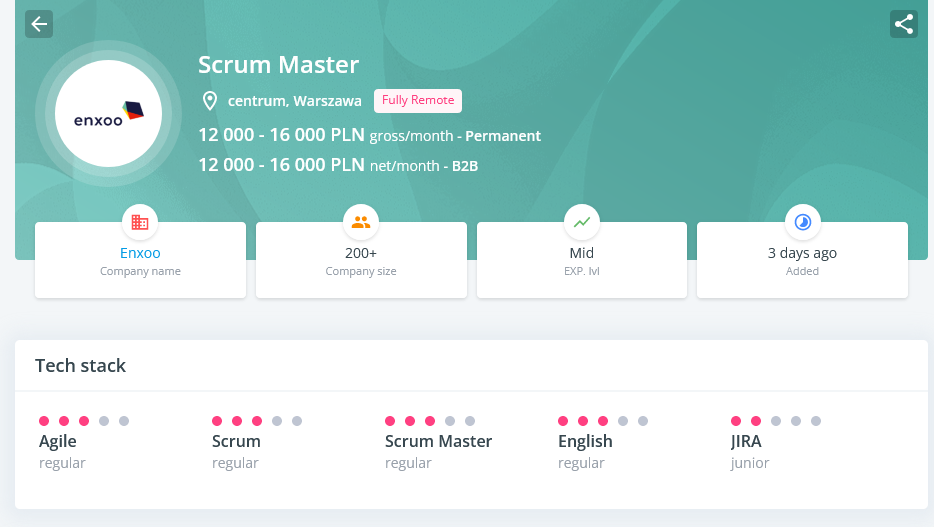 enxoo
Scrum Master
centrum, Warszawa Fully Remote
12 000 - 16 000 PLN gross/month - Permanent
12 000 - 16 000 PLN net/month - B2B
Enxoo
Company name
200+
Company size
Mid
EXP. lvl
3 days ago
Added
Tech stack
Agile
regular
Scrum
regular
Scrum Master
regular
English
regular
JIRA
junior